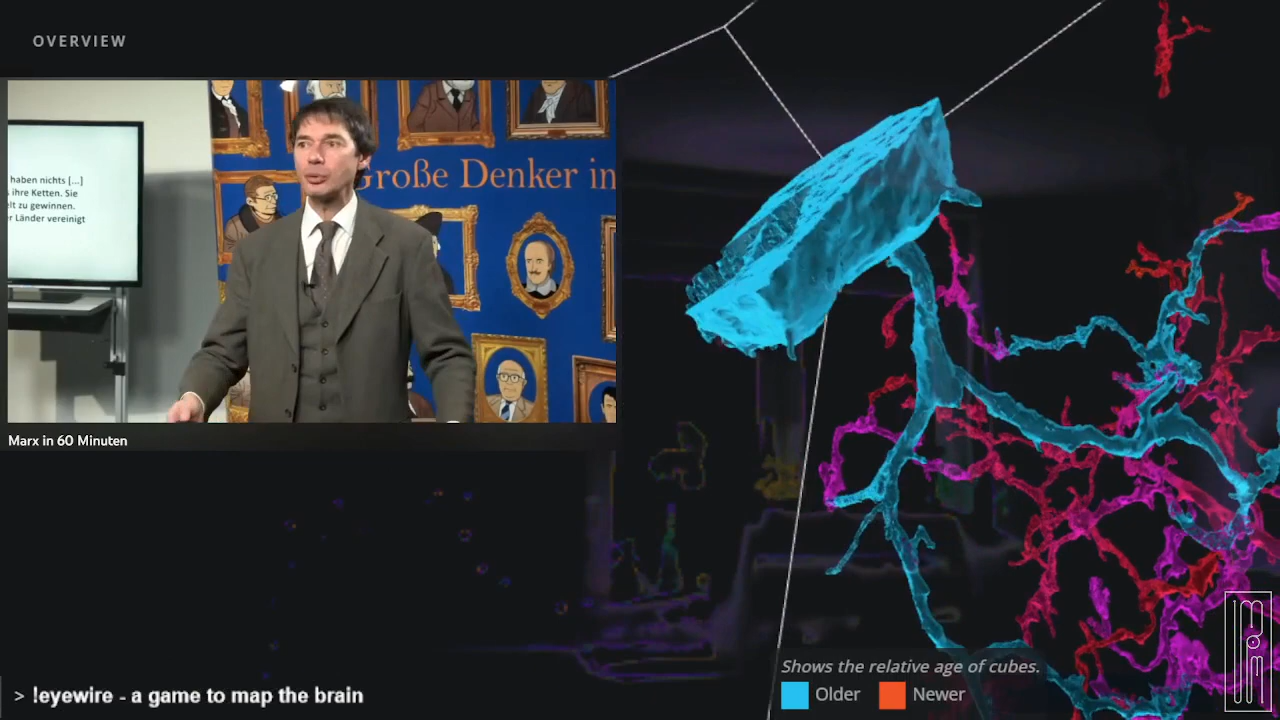 OVERVIEW
haben nichts [...]
ihre Ketten. Sie
zu gewinnen.
Länder vereinigt
Große Denker in
Marx in 60 Minuten
Shows the relative age of cubes.
Older Newer
> !eyewire - a game to map the brain